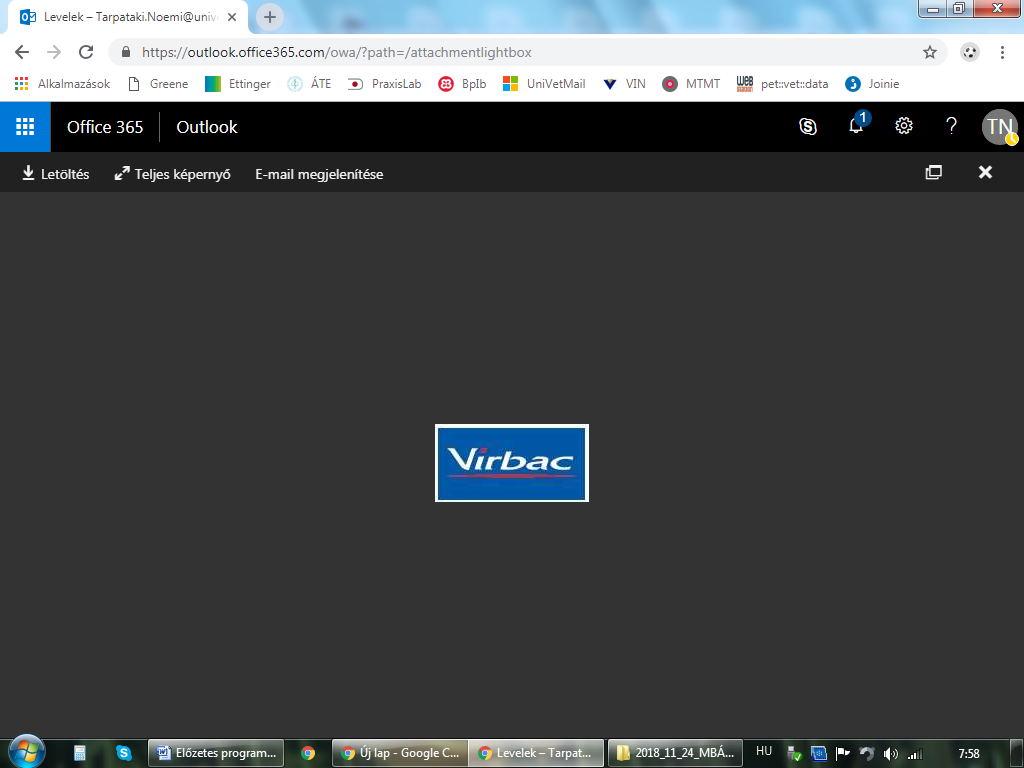 Levelek – Tarpataki.Noemi@univ
https://outlook.office365.com/owa/?path=/attachmentlightbox
Alkalmazások Greene Ettinger ÁTE PraxisLab BpIb UniVetMail VIN MTMT pet::vet::data Joinie
Office 365 Outlook 1 ? TN
Letöltés Teljes képernyő E-mail megjelenítése
Virbac
Előzetes program... Új lap - Google C... Levelek – Tarpat... 2018_11_24_MBÁ... HU 7:58